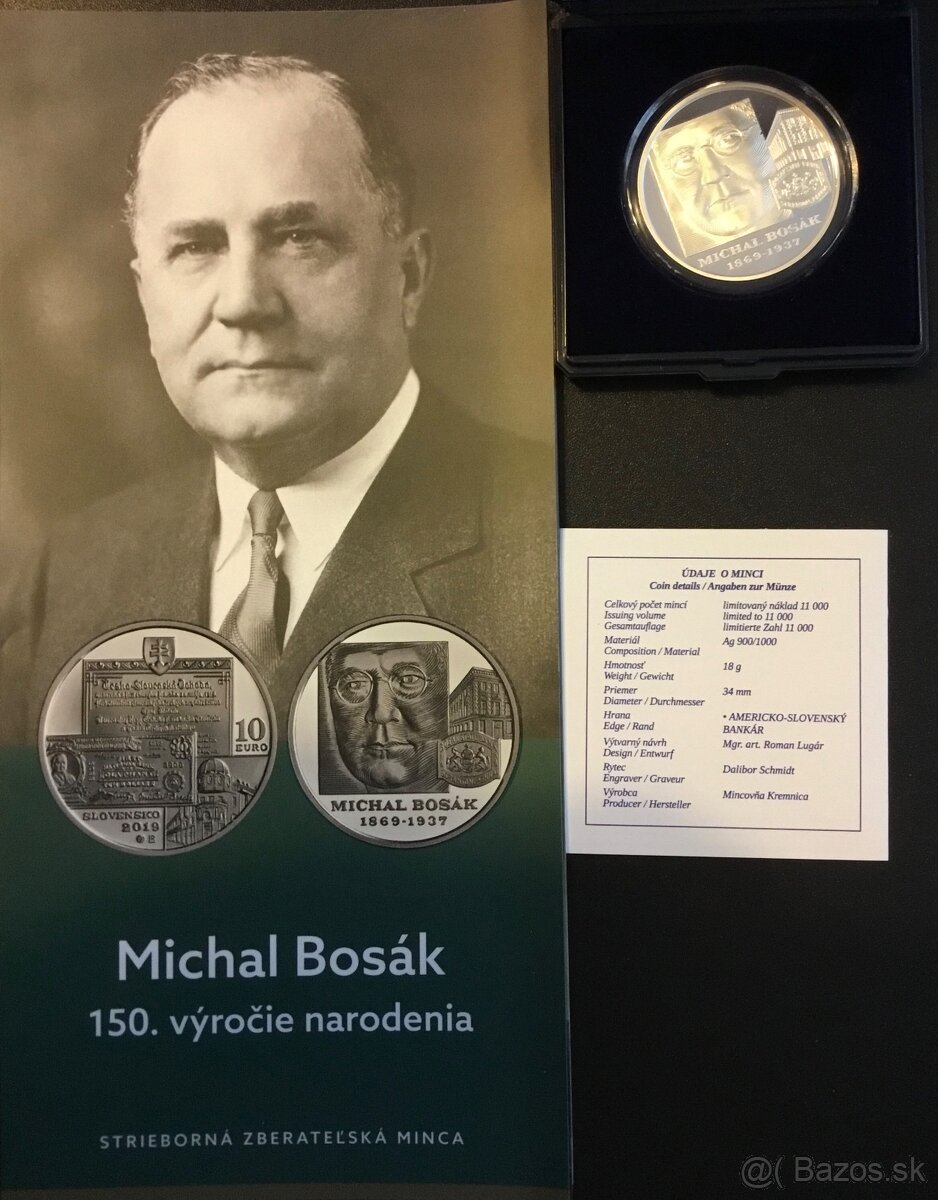 MICHAL BOSÁK
1869-1937
ÚDAJE O MINCI
Coin details / Angaben zur Münze
Celkový počet mincí limitovaný náklad 11 000
Issuing volume limited to 11 000
Gesamtauflage limitierte Zahl 11 000
Materiál Ag 900/1000
Composition / Material
Hmotnosť 18 g
Weight / Gewicht
Priemer 34 mm
Diameter / Durchmesser
Hrana • AMERICKO-SLOVENSKÝ
Edge / Rand BANKÁR
Výtvarný návrh Mgr. art. Roman Lugár
Design / Entwurf
Rytec Dalibor Schmidt
Engraver / Graveur
Výrobca Mincovňa Kremnica
Producer / Hersteller
10
EURO
SLOVENSKO
2019
MICHAL BOSÁK
1869-1937
Michal Bosák
150. výročie narodenia
STRIEBORNÁ ZBERATEĽSKÁ MINCA
@( Bazos.sk